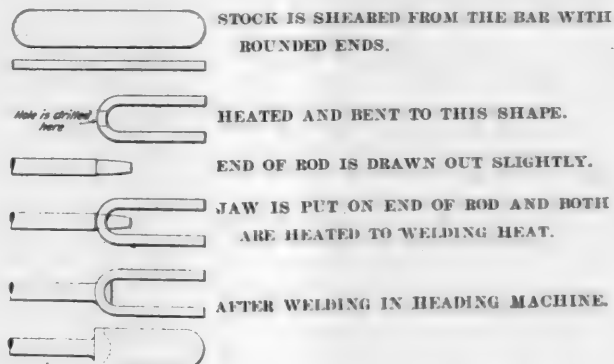 STOCK IS SHEARED FROM THE BAR WITH
ROUNDED ENDS.
Hole is drilled
here
HEATED AND BENT TO THIS SHAPE.
END OF ROD IS DRAWN OUT SLIGHTLY.
JAW IS PUT ON END OF ROD AND BOTH
ARE HEATED TO WELDING HEAT.
AFTER WELDING IN HEADING MACHINE.